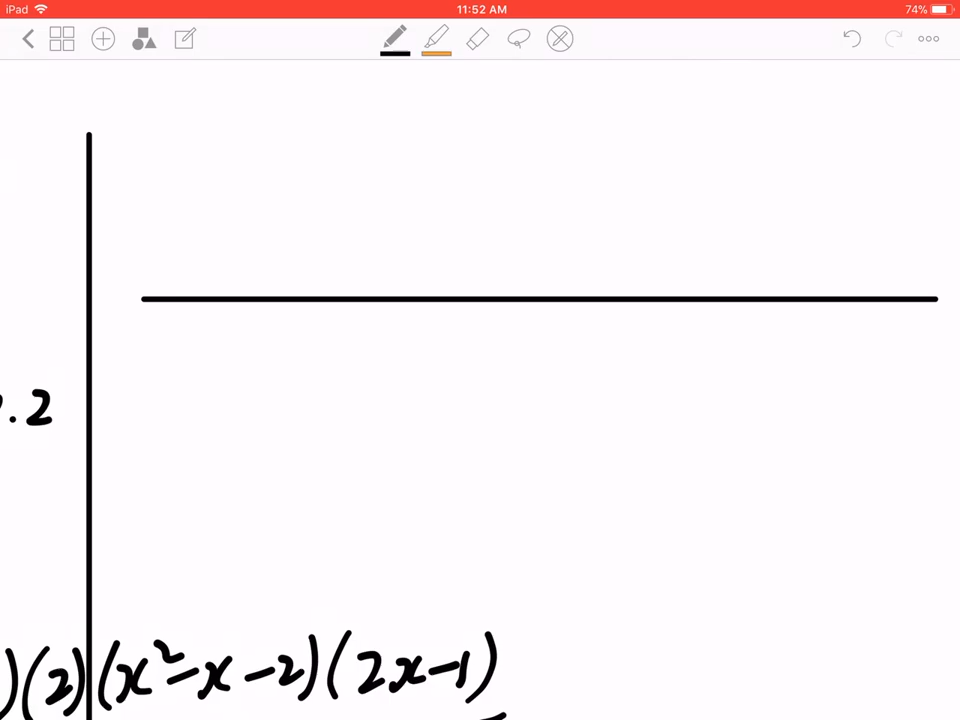 iPad 11:52 AM 74%
. 2
)(2)(x²-x-2)(2x-1)